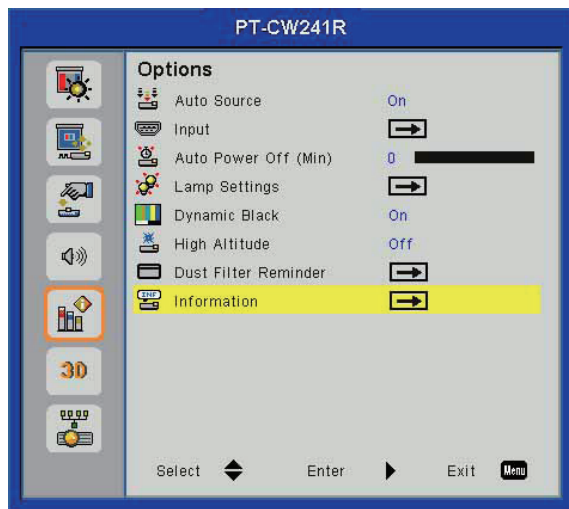 PT-CW241R
Options
Auto Source On
Input
Auto Power Off (Min) 0
Lamp Settings
Dynamic Black On
High Altitude Off
Dust Filter Reminder
INF Information
3D
Select Enter Exit Menu